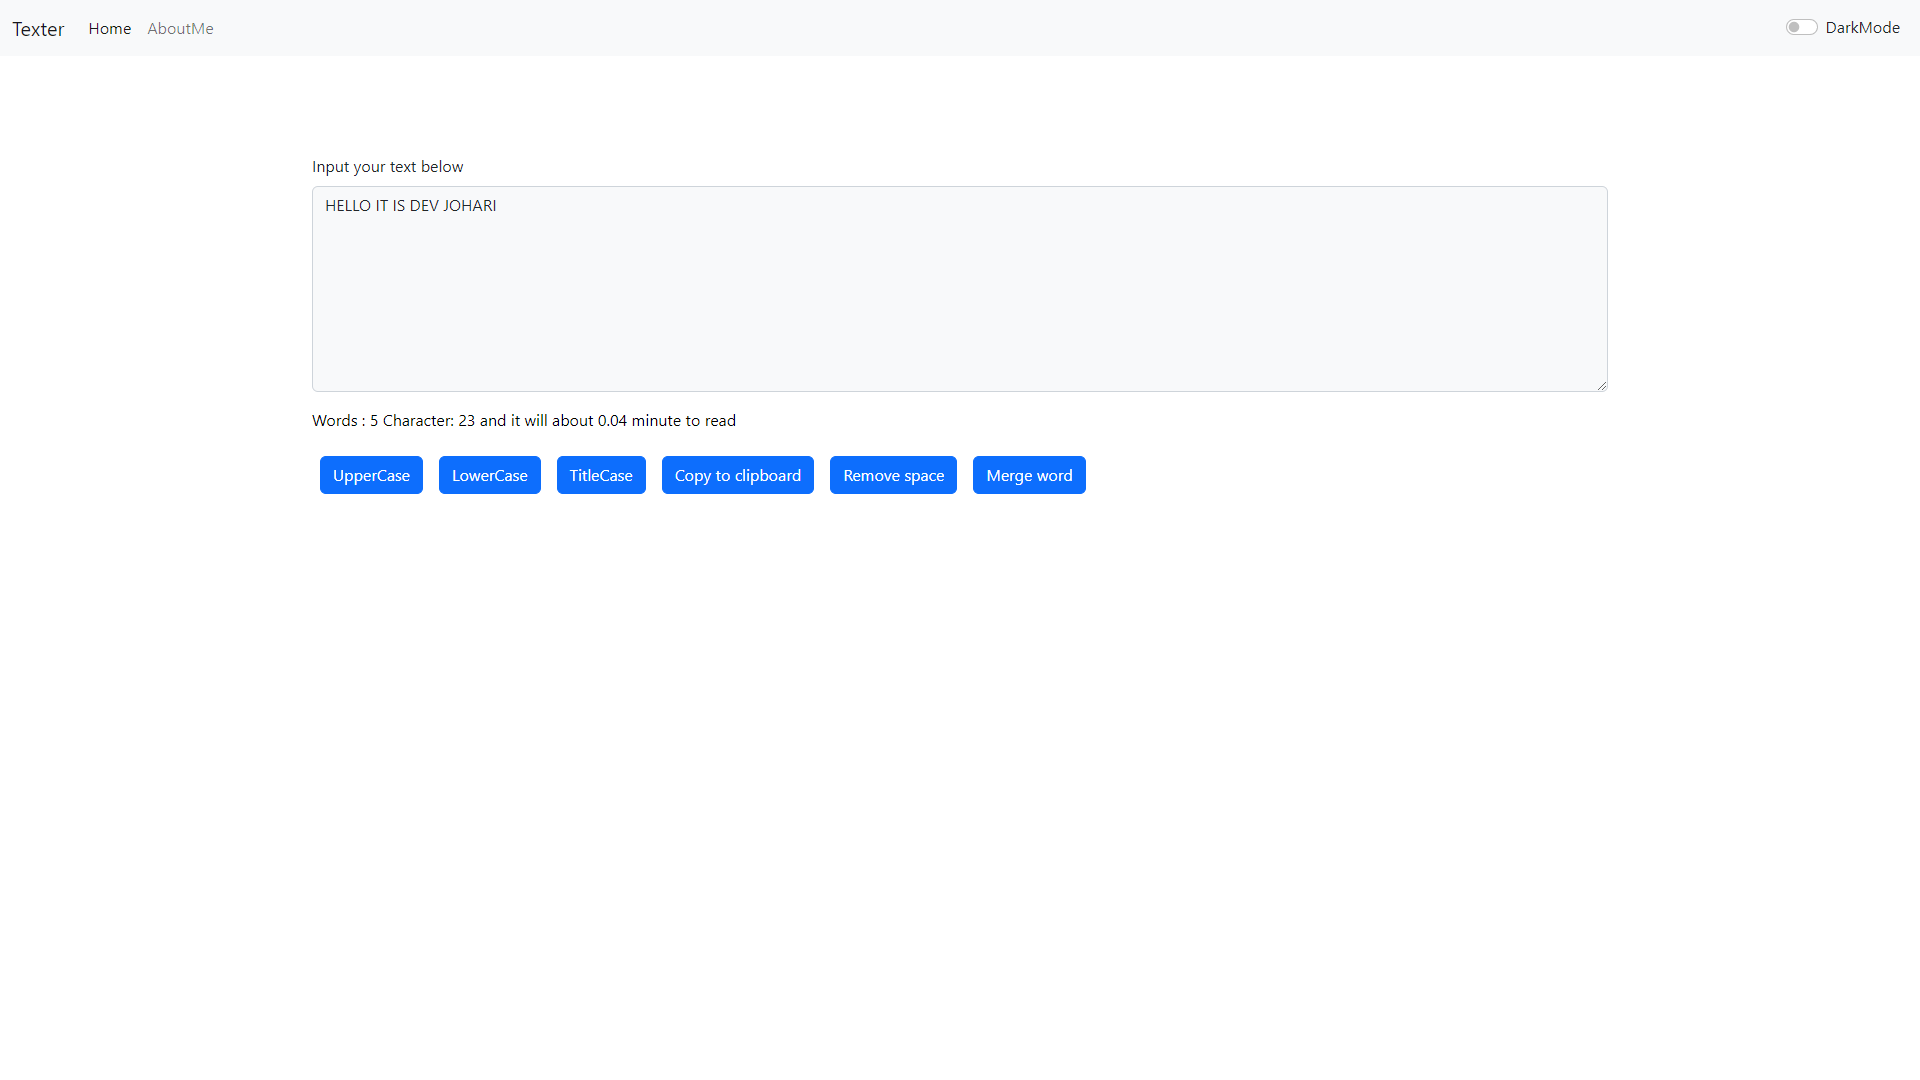 Texter Home AboutMe DarkMode
Input your text below
HELLO IT IS DEV JOHARI
Words : 5 Character: 23 and it will about 0.04 minute to read
UpperCase LowerCase TitleCase Copy to clipboard Remove space Merge word